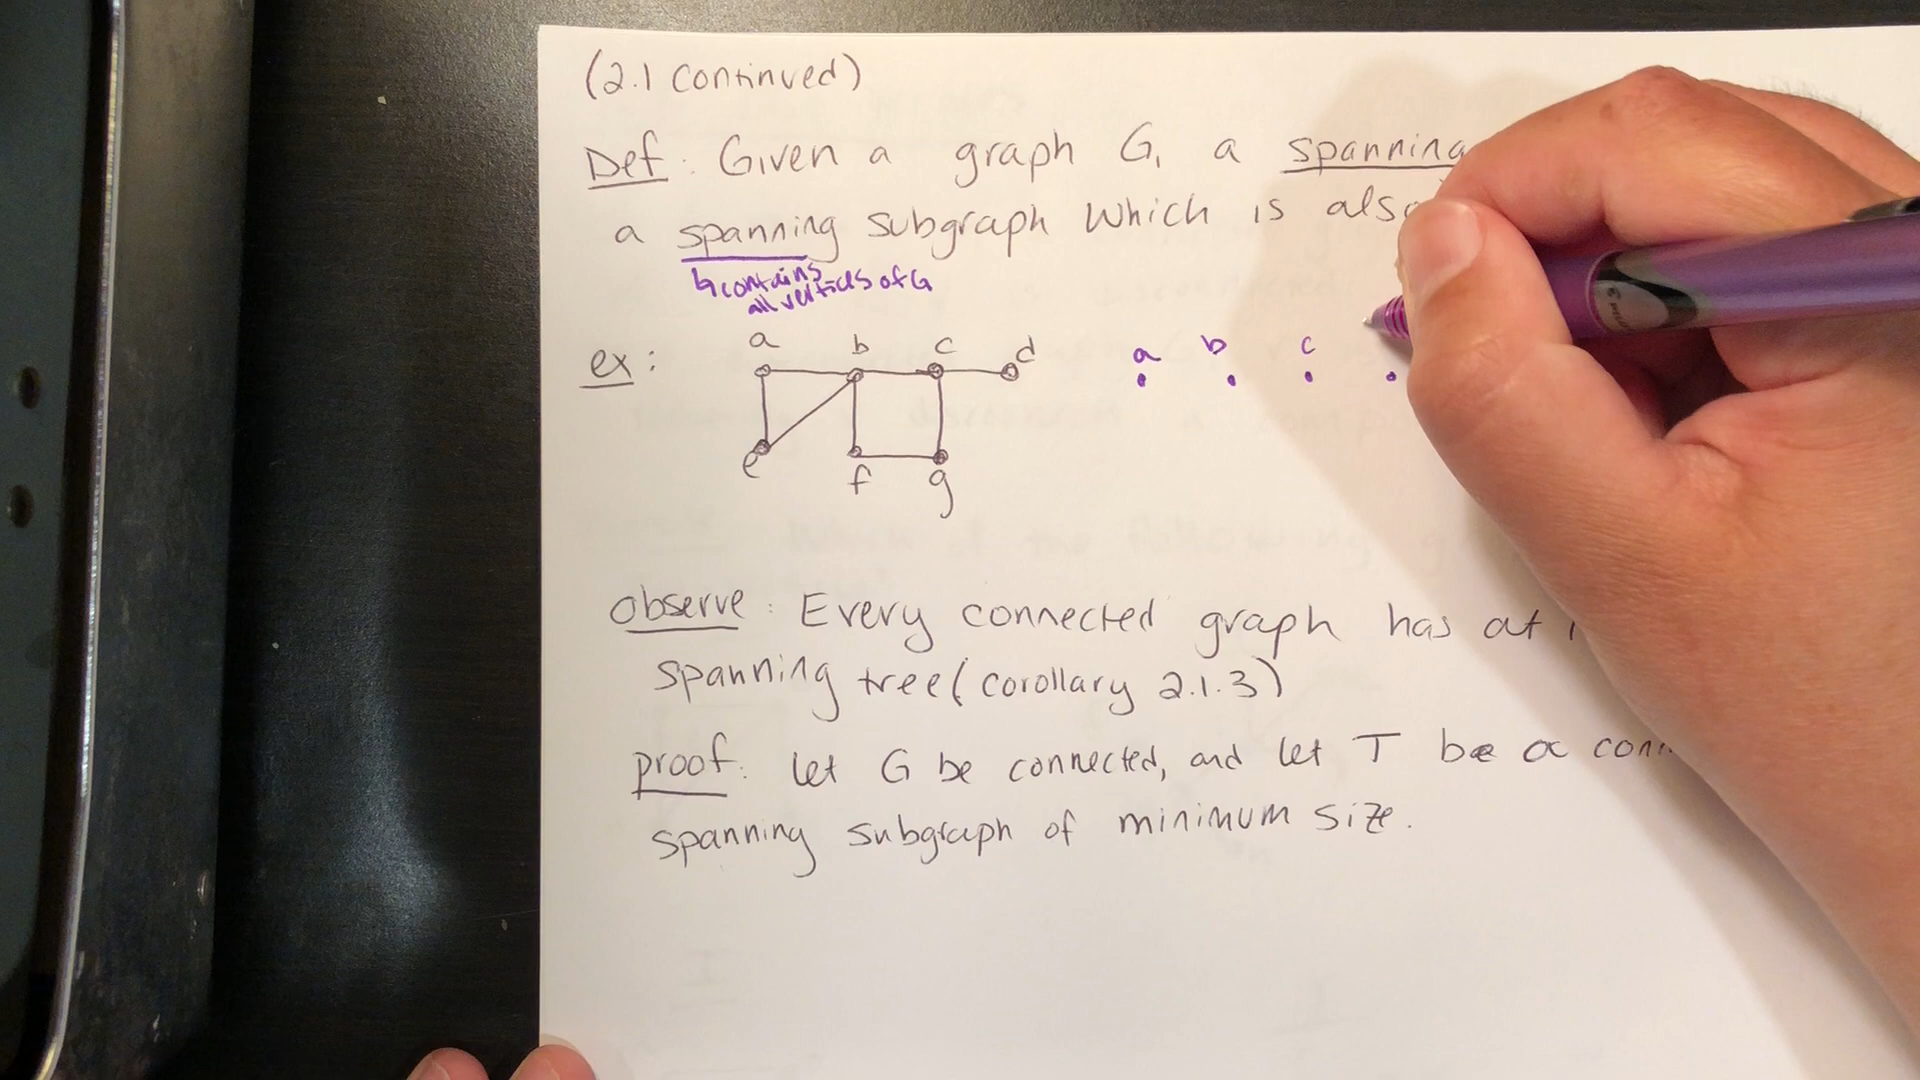 (2.1 continued)
Def: Given a graph G, a spanning
a spanning subgraph which is also
↳ contains
all vertices of G
ex: a b c d
e f g
a b c
Observe: Every connected graph has at
spanning tree (corollary 2.1.3)
proof: Let G be connected, and let T be a
spanning subgraph of minimum size.